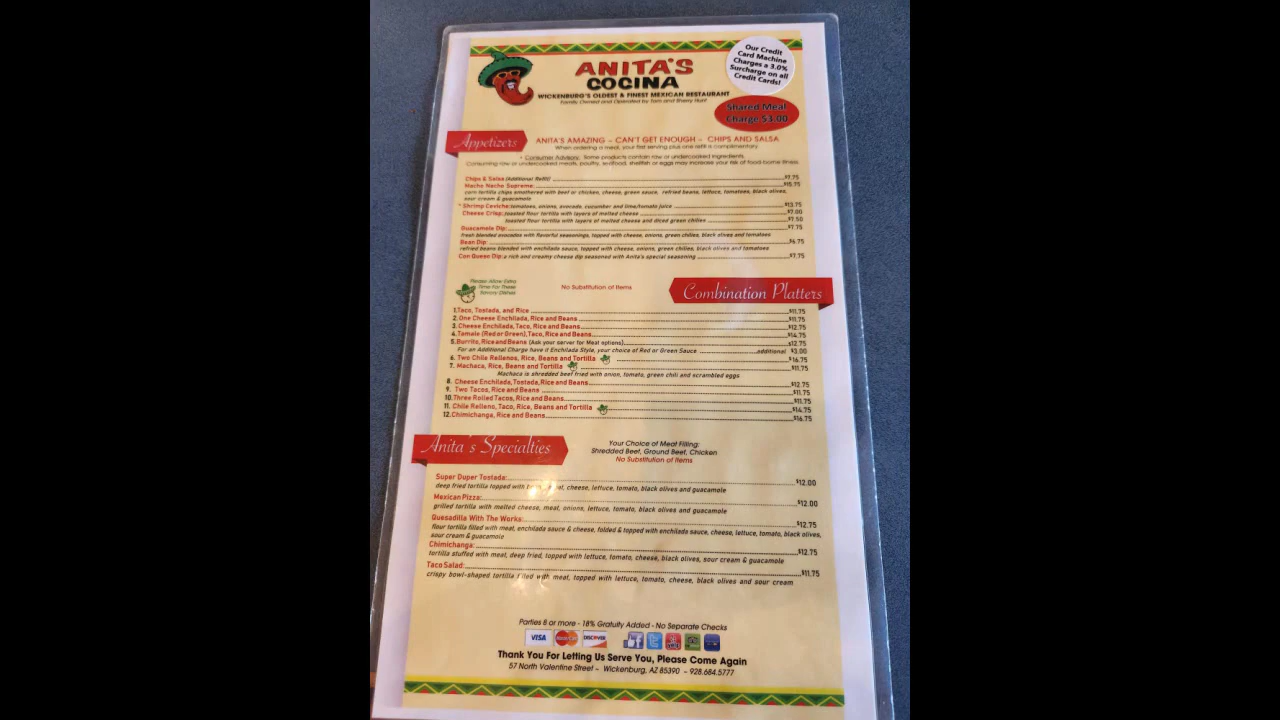 ANITA'S
COCINA
WICKENBURG'S OLDEST & FINEST MEXICAN RESTAURANT
Family Owned and Operated by Tom and Sherry Hunt
Our Credit
Card Machine
Charges a 3.0%
Surcharge on all
Credit Cards!
Shared Meal
Charge $3.00
Appetizers
ANITA'S AMAZING ~ CAN'T GET ENOUGH ~ CHIPS AND SALSA
When ordering a meal, your first serving plus one refill is complimentary
* Consumer Advisory. Some products contain raw or undercooked ingredients.
Consuming raw or undercooked meats, poultry, seafood, shellfish or eggs may increase your risk of food-borne illness
Chips & Salsa (Additional Refill) $7.75
Macho Nacho Supreme: $15.75
corn tortilla chips smothered with beef or chicken, cheese, green sauce, refried beans, lettuce, tomatoes, black olives,
sour cream & guacamole
* Shrimp Ceviche: tomatoes, onions, avocado, cucumber and lime/tomato juice $13.75
Cheese Crisp: toasted flour tortilla with layers of melted cheese $7.00
toasted flour tortilla with layers of melted cheese and diced green chilies $7.50
Guacamole Dip: $7.75
fresh blended avocados with flavorful seasonings, topped with cheese, onions, green chilies, black olives and tomatoes
Bean Dip: $6.75
refried beans blended with enchilada sauce, topped with cheese, onions, green chilies, black olives and tomatoes
Con Queso Dip: a rich and creamy cheese dip seasoned with Anita's special seasoning $7.75
Please Allow Extra
Time For These
Savory Dishes
No Substitution of Items
Combination Platters
1. Taco, Tostada, and Rice $11.75
2. One Cheese Enchilada, Rice and Beans $11.75
3. Cheese Enchilada, Taco, Rice and Beans $12.75
4. Tamale (Red or Green), Taco, Rice and Beans $14.75
5. Burrito, Rice and Beans (Ask your server for Meat options) $12.75
For an Additional Charge have it Enchilada Style, your choice of Red or Green Sauce additional $3.00
6. Two Chile Rellenos, Rice, Beans and Tortilla $16.75
7. Machaca, Rice, Beans and Tortilla $11.75
Machaca is shredded beef fried with onion, tomato, green chili and scrambled eggs
8. Cheese Enchilada, Tostada, Rice and Beans $12.75
9. Two Tacos, Rice and Beans $11.75
10. Three Rolled Tacos, Rice and Beans $11.75
11. Chile Relleno, Taco, Rice, Beans and Tortilla $14.75
12. Chimichanga, Rice and Beans $16.75
Anita's Specialties
Your Choice of Meat Filling:
Shredded Beef, Ground Beef, Chicken
No Substitution of Items
Super Duper Tostada: $12.00
deep fried tortilla topped with meal, cheese, lettuce, tomato, black olives and guacamole
Mexican Pizza: $12.00
grilled tortilla with melted cheese, meat, onions, lettuce, tomato, black olives and guacamole
Quesadilla With The Works: $12.75
flour tortilla filled with meat, enchilada sauce & cheese, folded & topped with enchilada sauce, cheese, lettuce, tomato, black olives,
sour cream & guacamole
Chimichanga: $12.75
tortilla stuffed with meat, deep fried, topped with lettuce, tomato, cheese, black olives, sour cream & guacamole
Taco Salad: $11.75
crispy bowl-shaped tortilla filled with meat, topped with lettuce, tomato, cheese, black olives and sour cream
Parties 8 or more - 18% Gratuity Added - No Separate Checks
VISA MasterCard DISCOVER
Thank You For Letting Us Serve You, Please Come Again
57 North Valentine Street ~ Wickenburg, AZ 85390 ~ 928.684.5777